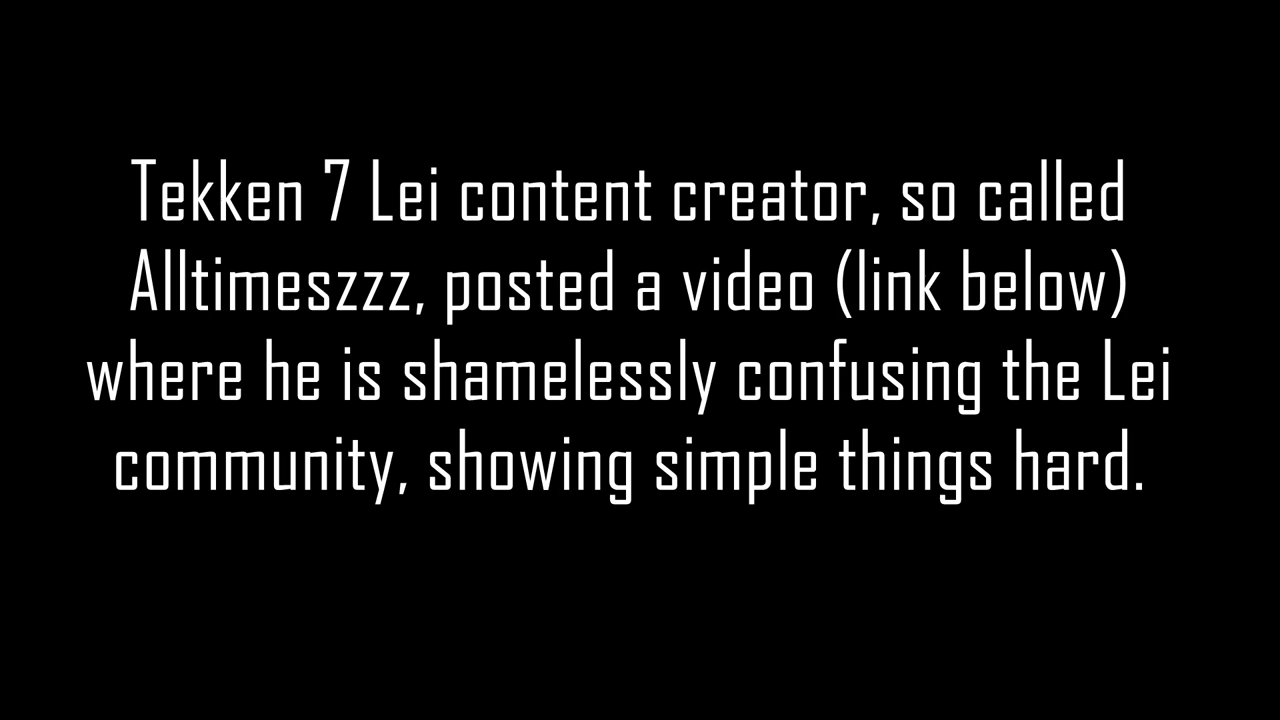 Tekken 7 Lei content creator, so called
Alltimeszzz, posted a video (link below)
where he is shamelessly confusing the Lei
community, showing simple things hard.